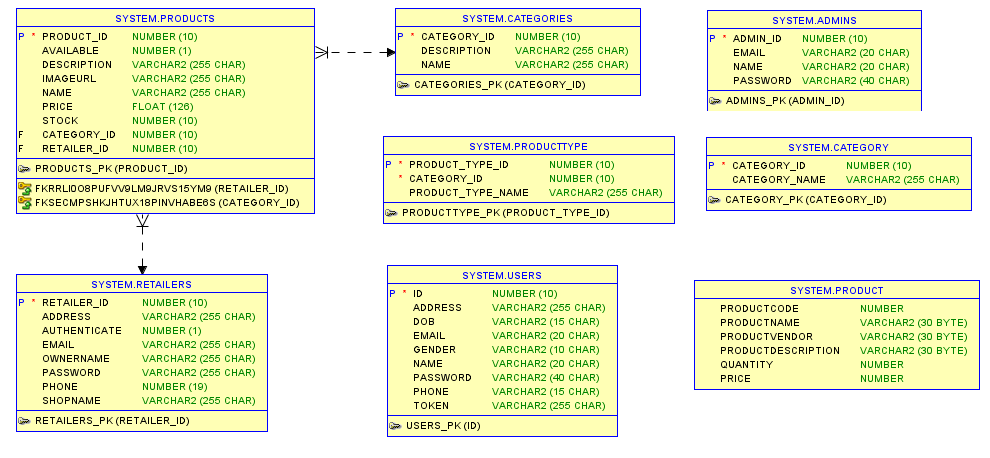 SYSTEM.PRODUCTS
P * PRODUCT_ID NUMBER (10)
AVAILABLE NUMBER (1)
DESCRIPTION VARCHAR2 (255 CHAR)
IMAGEURL VARCHAR2 (255 CHAR)
NAME VARCHAR2 (255 CHAR)
PRICE FLOAT (126)
STOCK NUMBER (10)
F CATEGORY_ID NUMBER (10)
F RETAILER_ID NUMBER (10)
PRODUCTS_PK (PRODUCT_ID)
FKRRLI0O8PUFVV9LM9JRVS15YM9 (RETAILER_ID)
FKSECMPSHKJHTUX18PINVHABE6S (CATEGORY_ID)
SYSTEM.CATEGORIES
P * CATEGORY_ID NUMBER (10)
DESCRIPTION VARCHAR2 (255 CHAR)
NAME VARCHAR2 (255 CHAR)
CATEGORIES_PK (CATEGORY_ID)
SYSTEM.ADMINS
P * ADMIN_ID NUMBER (10)
EMAIL VARCHAR2 (20 CHAR)
NAME VARCHAR2 (20 CHAR)
PASSWORD VARCHAR2 (40 CHAR)
ADMINS_PK (ADMIN_ID)
SYSTEM.PRODUCTTYPE
P * PRODUCT_TYPE_ID NUMBER (10)
* CATEGORY_ID NUMBER (10)
PRODUCT_TYPE_NAME VARCHAR2 (255 CHAR)
PRODUCTTYPE_PK (PRODUCT_TYPE_ID)
SYSTEM.CATEGORY
P * CATEGORY_ID NUMBER (10)
CATEGORY_NAME VARCHAR2 (255 CHAR)
CATEGORY_PK (CATEGORY_ID)
SYSTEM.RETAILERS
P * RETAILER_ID NUMBER (10)
ADDRESS VARCHAR2 (255 CHAR)
AUTHENTICATE NUMBER (1)
EMAIL VARCHAR2 (255 CHAR)
OWNERNAME VARCHAR2 (255 CHAR)
PASSWORD VARCHAR2 (255 CHAR)
PHONE NUMBER (19)
SHOPNAME VARCHAR2 (255 CHAR)
RETAILERS_PK (RETAILER_ID)
SYSTEM.USERS
P * ID NUMBER (10)
ADDRESS VARCHAR2 (255 CHAR)
DOB VARCHAR2 (15 CHAR)
EMAIL VARCHAR2 (20 CHAR)
GENDER VARCHAR2 (10 CHAR)
NAME VARCHAR2 (20 CHAR)
PASSWORD VARCHAR2 (40 CHAR)
PHONE VARCHAR2 (15 CHAR)
TOKEN VARCHAR2 (255 CHAR)
USERS_PK (ID)
SYSTEM.PRODUCT
PRODUCTCODE NUMBER
PRODUCTNAME VARCHAR2 (30 BYTE)
PRODUCTVENDOR VARCHAR2 (30 BYTE)
PRODUCTDESCRIPTION VARCHAR2 (30 BYTE)
QUANTITY NUMBER
PRICE NUMBER